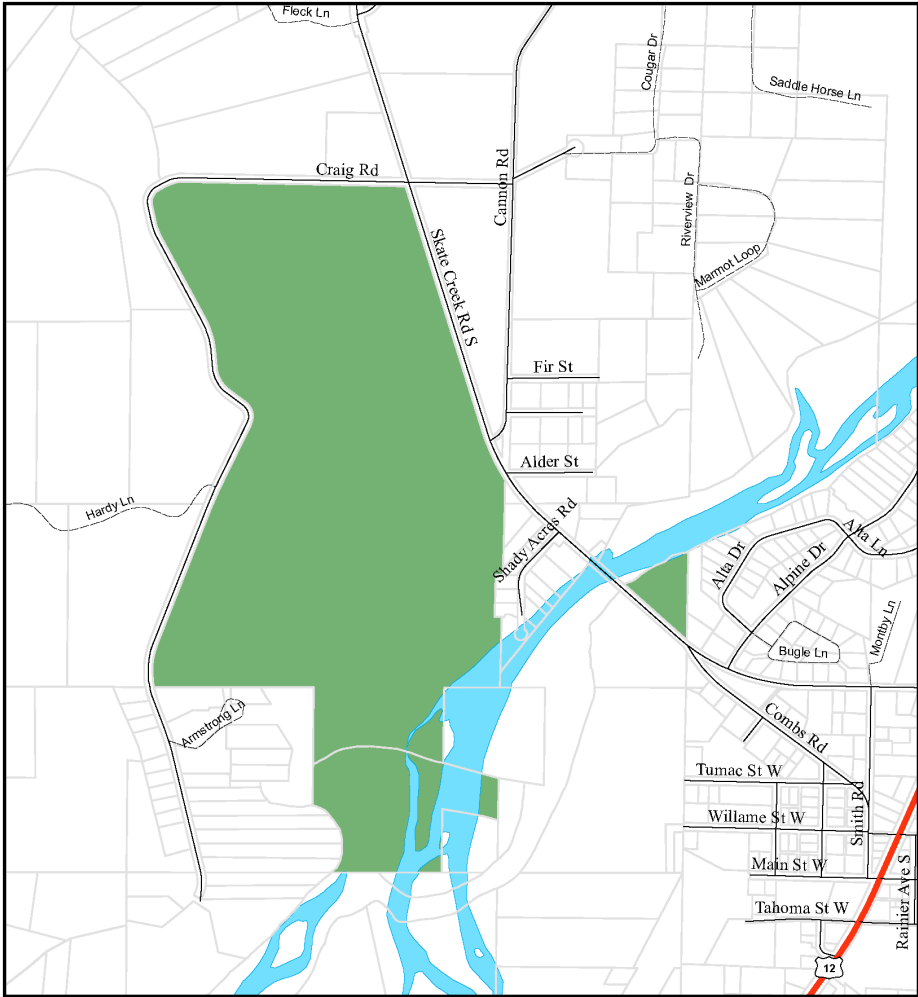 Fleck Ln
Cougar Dr
Saddle Horse Ln
Craig Rd
Cannon Rd
Riverview Dr
Marmot Loop
Skate Creek Rd S
Fir St
Alder St
Hardy Ln
Shady Acres Rd
Alta Dr
Alpine Dr
Alta Ln
Montby Ln
Bugle Ln
Armstrong Ln
Combs Rd
Tumac St W
Willame St W
Smith Rd
Main St W
Rainier Ave S
Tahoma St W
12